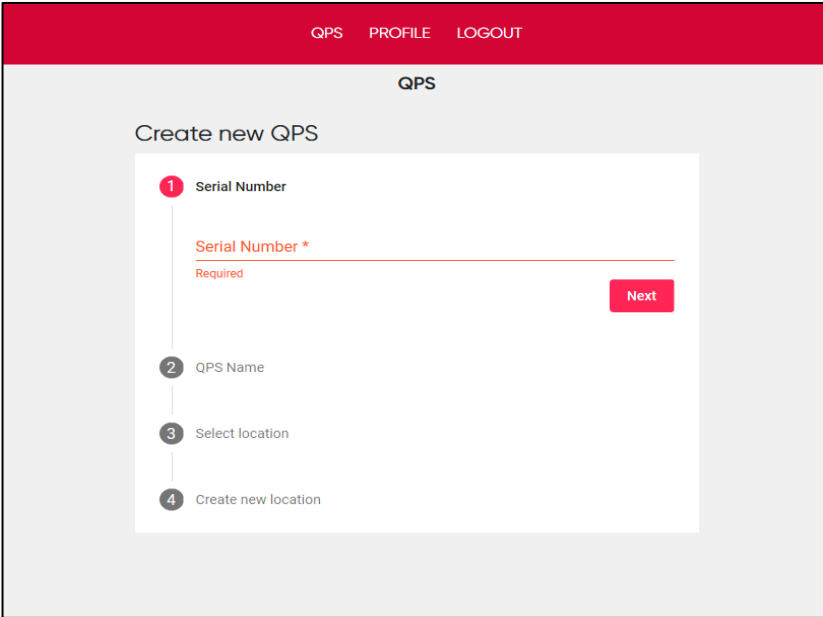 QPS PROFILE LOGOUT
QPS
Create new QPS
1 Serial Number
Serial Number *
Required
Next
2 QPS Name
3 Select location
4 Create new location